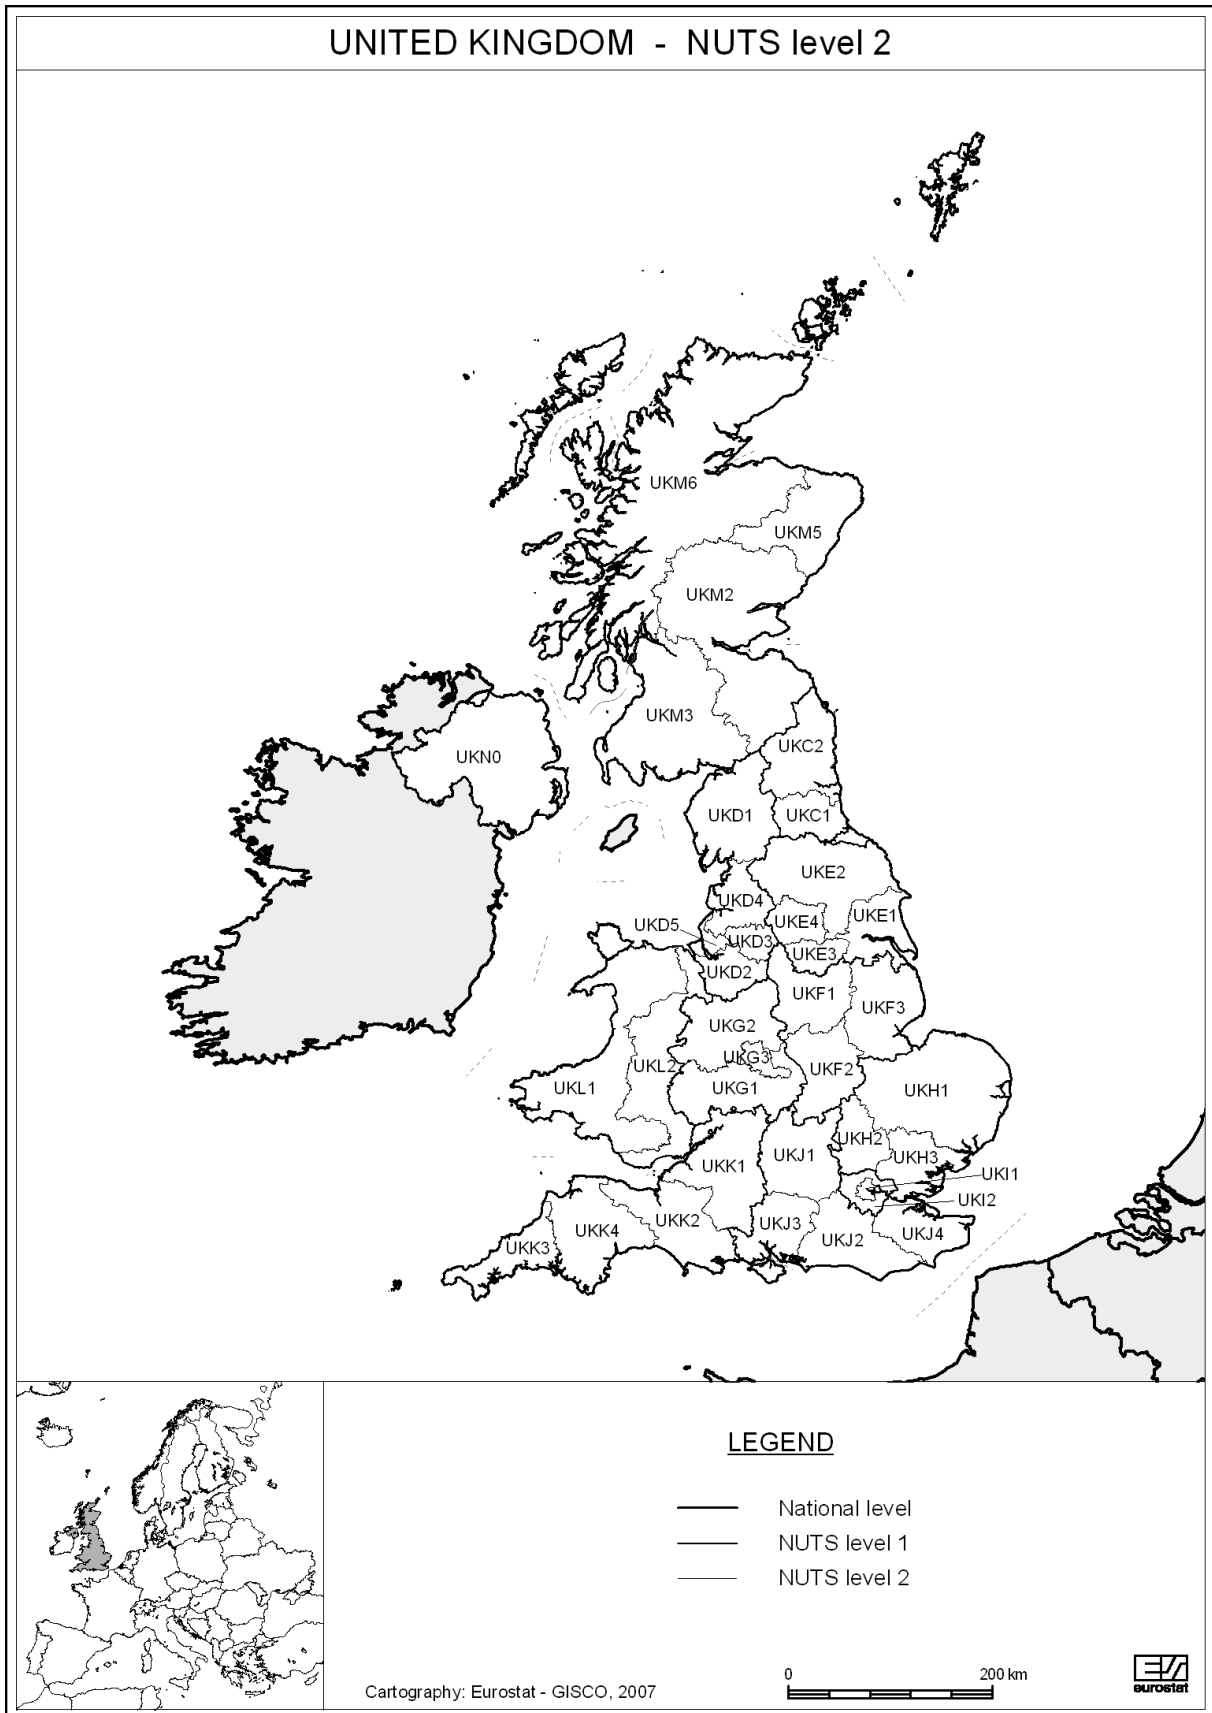 UNITED KINGDOM - NUTS level 2
UKM6
UKM5
UKM2
UKM3
UKN0
UKC2
UKD1
UKC1
UKE2
UKD4
UKE4
UKE1
UKD5
UKD3
UKE3
UKD2
UKF1
UKF3
UKG2
UKG3
UKL2
UKF2
UKL1
UKG1
UKH1
UKH2
UKH3
UKK1
UKJ1
UKI1
UKI2
UKK2
UKK4
UKK3
UKJ3
UKJ2
UKJ4
LEGEND
National level
NUTS level 1
NUTS level 2
0 200 km
Cartography: Eurostat - GISCO, 2007
eurostat